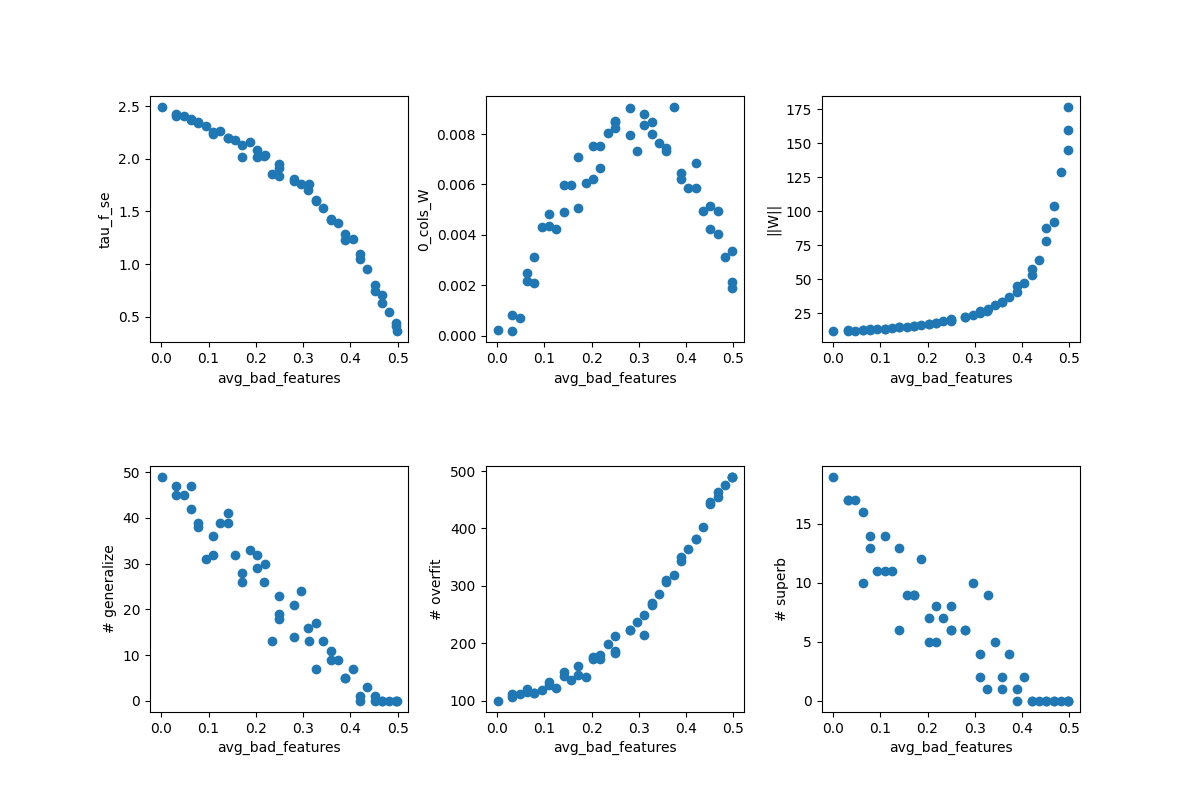 2.5
2.0
1.5
1.0
0.5
tau_f_se
0.0 0.1 0.2 0.3 0.4 0.5
avg_bad_features
0.008
0.006
0.004
0.002
0.000
0_cols_W
0.0 0.1 0.2 0.3 0.4 0.5
avg_bad_features
175
150
125
100
75
50
25
||W||
0.0 0.1 0.2 0.3 0.4 0.5
avg_bad_features
50
40
30
20
10
0
# generalize
0.0 0.1 0.2 0.3 0.4 0.5
avg_bad_features
500
400
300
200
100
# overfit
0.0 0.1 0.2 0.3 0.4 0.5
avg_bad_features
15
10
5
0
# superb
0.0 0.1 0.2 0.3 0.4 0.5
avg_bad_features